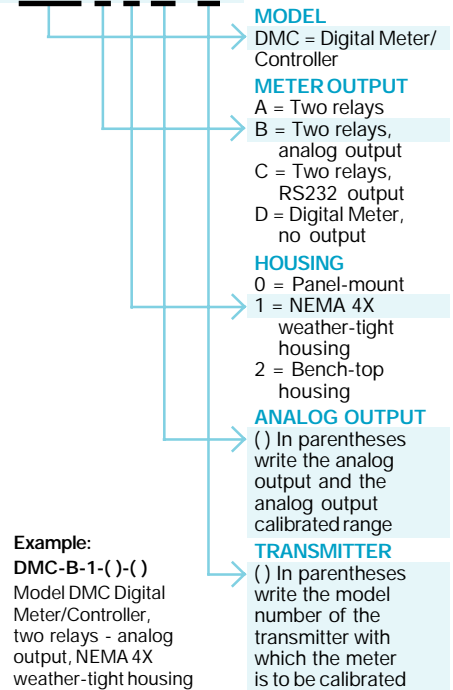 MODEL
DMC = Digital Meter/
Controller
METER OUTPUT
A = Two relays
B = Two relays,
analog output
C = Two relays,
RS232 output
D = Digital Meter,
no output
HOUSING
0 = Panel-mount
1 = NEMA 4X
weather-tight
housing
2 = Bench-top
housing
ANALOG OUTPUT
( ) In parentheses
write the analog
output and the
analog output
calibrated range
TRANSMITTER
( ) In parentheses
write the model
number of the
transmitter with
which the meter
is to be calibrated
Example:
DMC-B-1-( )-( )
Model DMC Digital
Meter/Controller,
two relays - analog
output, NEMA 4X
weather-tight housing